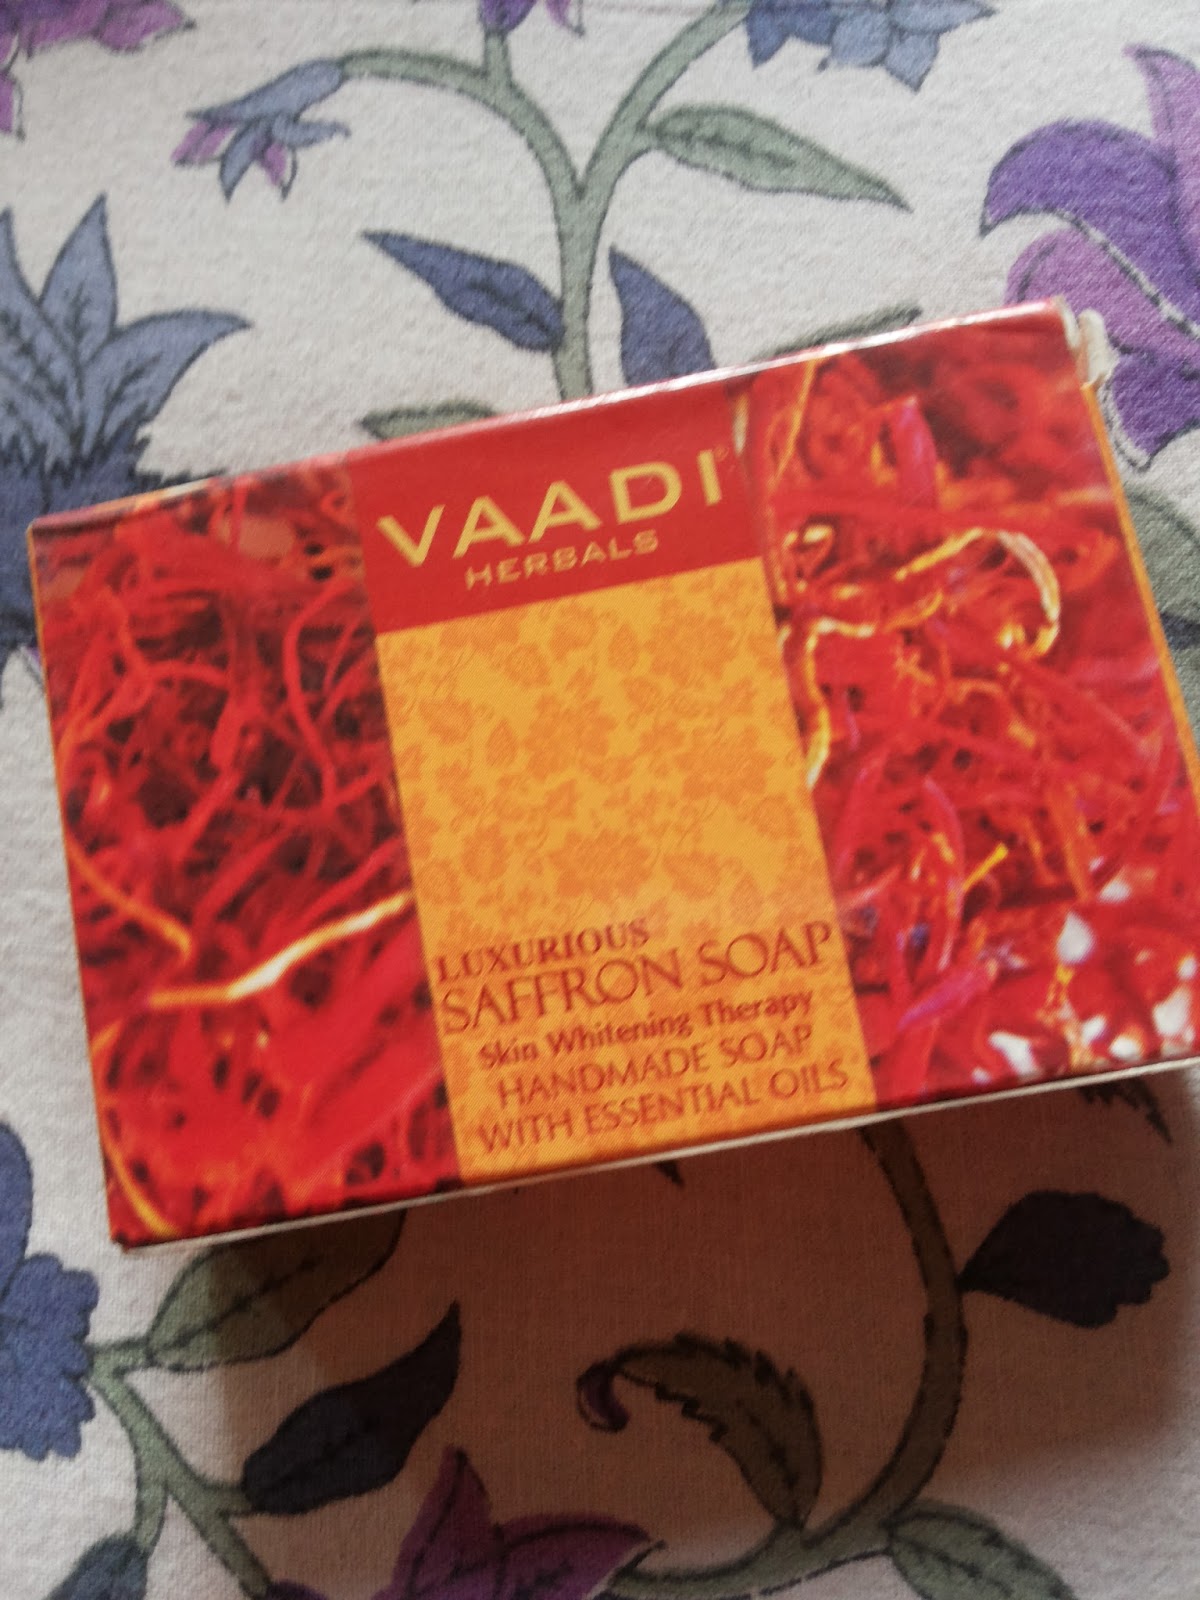 VAADI®
HERBALS
LUXURIOUS
SAFFRON SOAP
Skin Whitening Therapy
HANDMADE SOAP
WITH ESSENTIAL OILS